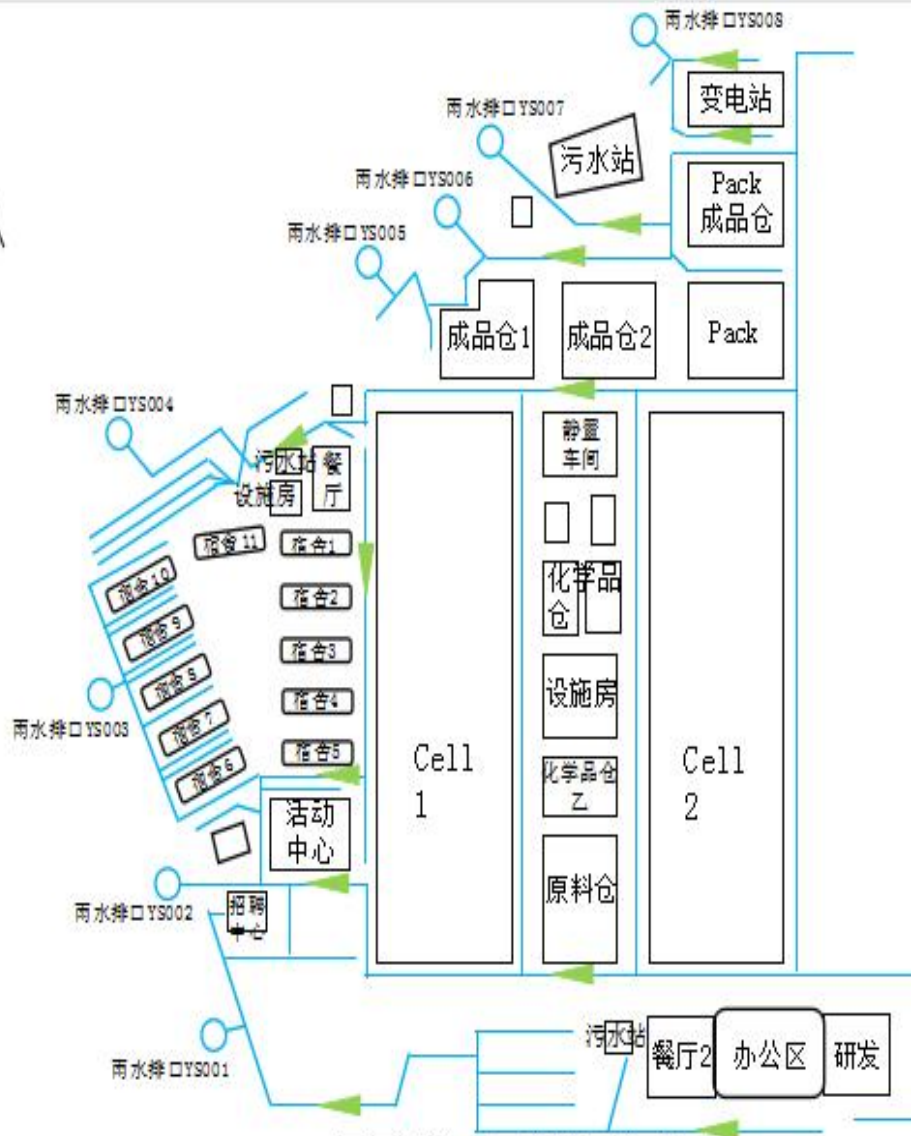 雨水排口YS008
变电站
雨水排口YS007
污水站
Pack
成品仓
雨水排口YS006
雨水排口YS005
成品仓1
成品仓2
Pack
雨水排口YS004
静置
车间
污水站
餐
厅
设施房
宿舍11
宿舍1
宿舍10
化学品
仓
宿舍2
宿舍9
宿舍3
宿舍8
设施房
宿舍4
雨水排口YS003
宿舍7
宿舍5
宿舍6
Cell
1
Cell
2
化学品仓
乙
活动
中心
原料仓
雨水排口YS002
招聘
中心
污水站
餐厅2
办公区
研发
雨水排口YS001